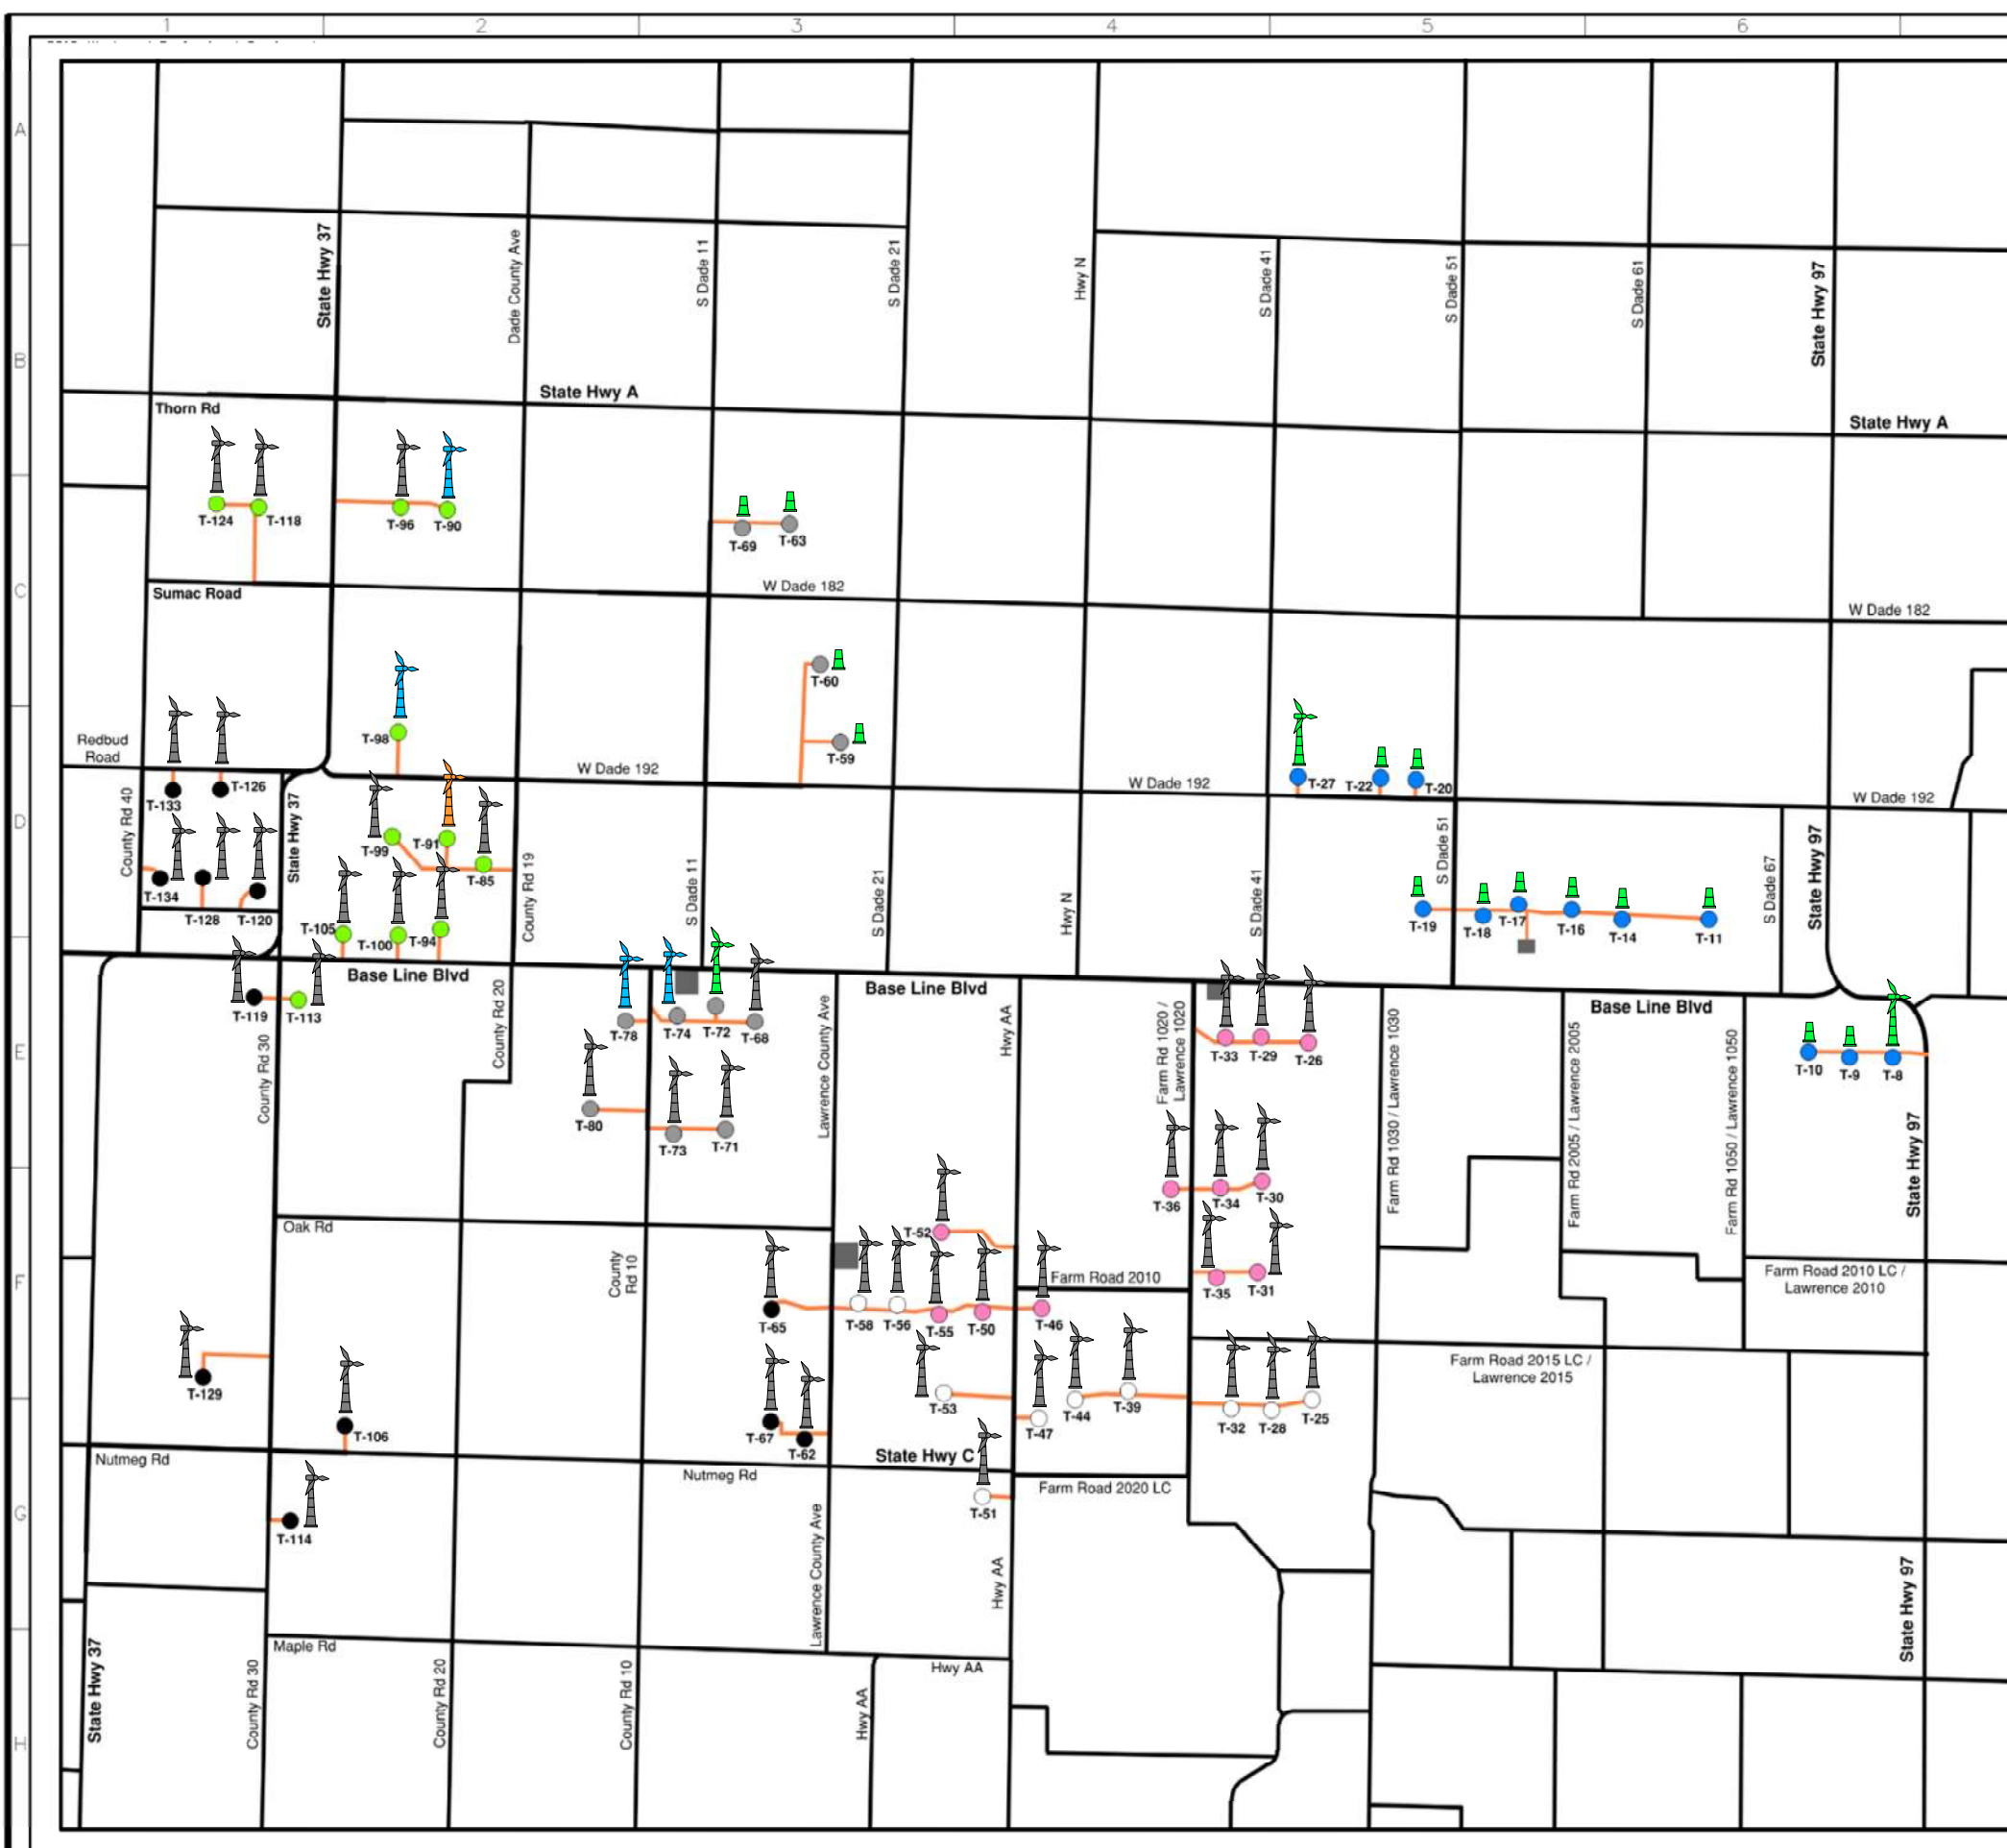 1 2 3 4 5 6
A
State Hwy 37
Dade County Ave
S Dade 11
S Dade 21
Hwy N
S Dade 41
S Dade 51
S Dade 61
State Hwy 97
B
State Hwy A
Thorn Rd
State Hwy A
T-124
T-118
T-96
T-90
T-69
T-63
C
W Dade 182
Sumac Road
W Dade 182
T-60
T-98
Redbud
Road
T-59
W Dade 192
W Dade 192
T-27
T-22
T-20
W Dade 192
T-133
T-126
D
County Rd 40
State Hwy 37
T-99
T-91
T-85
County Rd 19
S Dade 11
S Dade 21
Hwy N
S Dade 41
S Dade 51
S Dade 67
State Hwy 97
T-134
T-128
T-120
T-105
T-100
T-94
T-19
T-18
T-17
T-16
T-14
T-11
Base Line Blvd
Base Line Blvd
Base Line Blvd
T-119
T-113
County Rd 30
County Rd 20
T-78
T-74
T-72
T-68
Lawrence County Ave
Hwy AA
Farm Rd 1020 /
Lawrence 1020
T-33
T-29
T-26
Farm Rd 1030 / Lawrence 1030
Farm Rd 2005 / Lawrence 2005
Farm Rd 1050 / Lawrence 1050
T-10
T-9
T-8
E
T-80
T-73
T-71
State Hwy 97
T-36
T-34
T-30
Oak Rd
T-52
County
Rd 10
F
Farm Road 2010
T-35
T-31
Farm Road 2010 LC /
Lawrence 2010
T-65
T-58
T-56
T-55
T-50
T-46
Farm Road 2015 LC /
Lawrence 2015
T-129
T-53
T-44
T-39
T-32
T-28
T-25
T-106
T-67
T-62
T-47
State Hwy C
Nutmeg Rd
Nutmeg Rd
Farm Road 2020 LC
G
T-51
T-114
Lawrence County Ave
Hwy AA
State Hwy 97
Maple Rd
Hwy AA
State Hwy 37
County Rd 30
County Rd 20
County Rd 10
Hwy AA
H